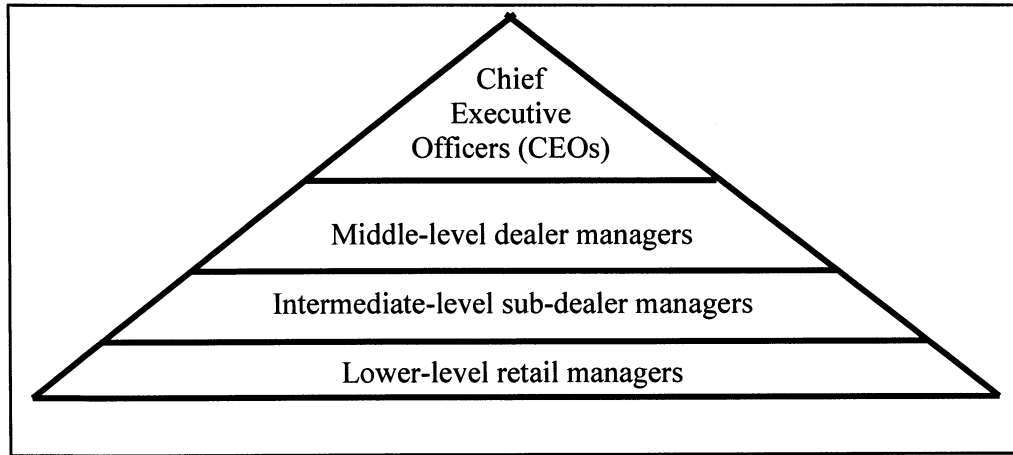 Chief
Executive
Officers (CEOs)
Middle-level dealer managers
Intermediate-level sub-dealer managers
Lower-level retail managers